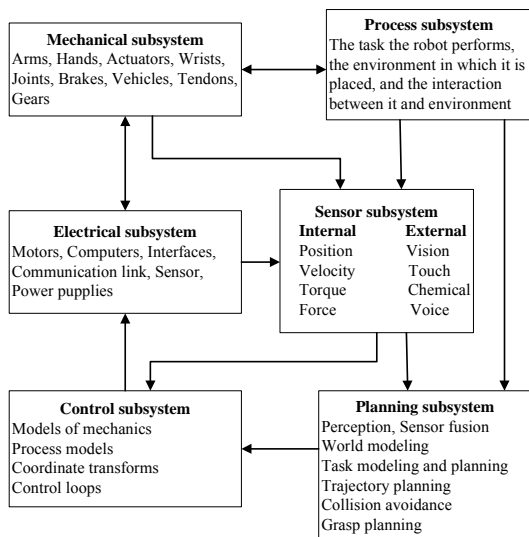 Mechanical subsystem
Arms, Hands, Actuators, Wrists,
Joints, Brakes, Vehicles, Tendons,
Gears
Process subsystem
The task the robot performs,
the environment in which it is
placed, and the interaction
between it and environment
Electrical subsystem
Motors, Computers, Interfaces,
Communication link, Sensor,
Power pupplies
Sensor subsystem
Internal External
Position Vision
Velocity Touch
Torque Chemical
Force Voice
Control subsystem
Models of mechanics
Process models
Coordinate transforms
Control loops
Planning subsystem
Perception, Sensor fusion
World modeling
Task modeling and planning
Trajectory planning
Collision avoidance
Grasp planning